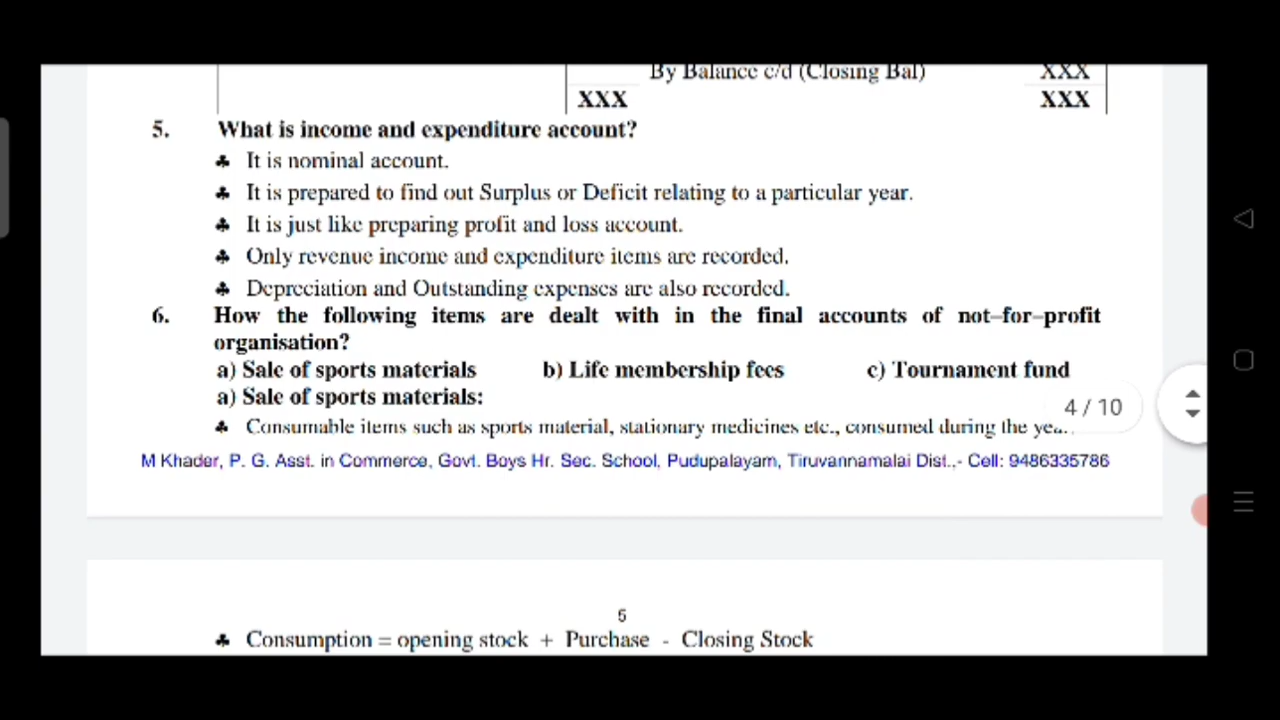 By Balance c/d (Closing Bal) XXX
XXX XXX
5. What is income and expenditure account?
♣ It is nominal account.
♣ It is prepared to find out Surplus or Deficit relating to a particular year.
♣ It is just like preparing profit and loss account.
♣ Only revenue income and expenditure items are recorded.
♣ Depreciation and Outstanding expenses are also recorded.
6. How the following items are dealt with in the final accounts of not–for–profit
organisation?
a) Sale of sports materials b) Life membership fees c) Tournament fund
a) Sale of sports materials:
4 / 10
♣ Consumable items such as sports material, stationary medicines etc., consumed during the
M Khader, P. G. Asst. in Commerce, Govt. Boys Hr. Sec. School, Pudupalayam, Tiruvannamalai Dist.,- Cell: 9486335786
5
♣ Consumption = opening stock + Purchase - Closing Stock